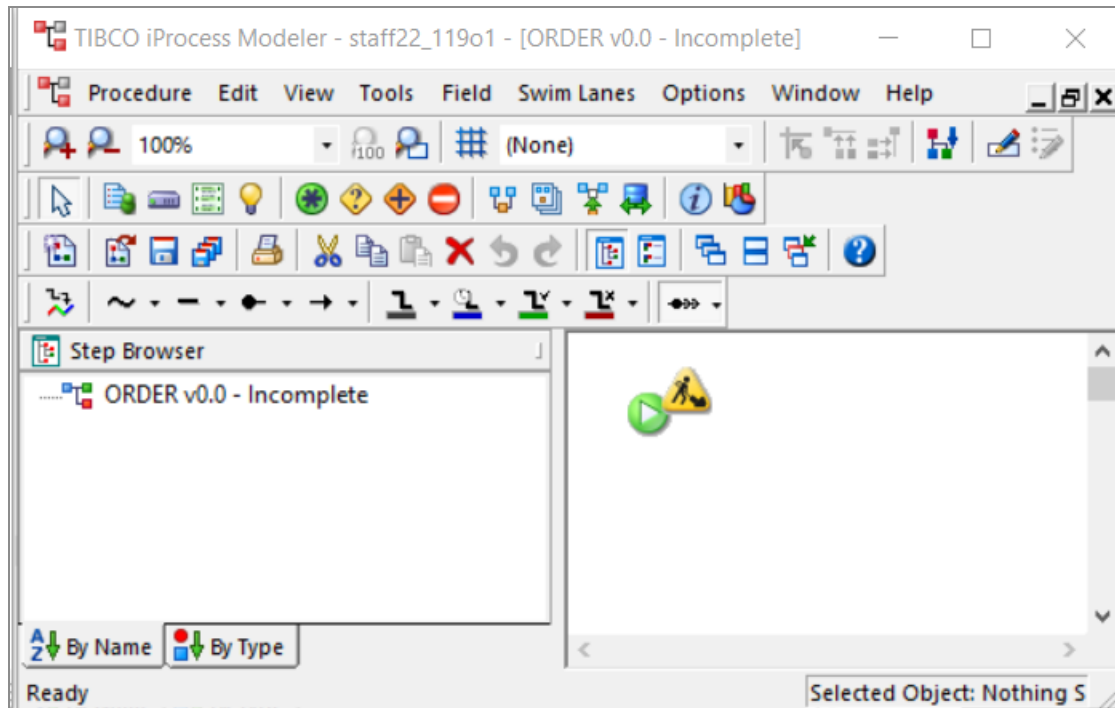 TIBCO iProcess Modeler - staff22_119o1 - [ORDER v0.0 - Incomplete]
Procedure Edit View Tools Field Swim Lanes Options Window Help
100% /100 (None)
Step Browser
ORDER v0.0 - Incomplete
By Name By Type
Ready Selected Object: Nothing S